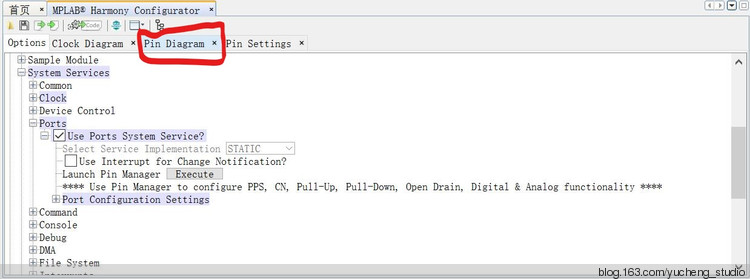 首页 × MPLAB® Harmony Configurator ×
Code
Options Clock Diagram × Pin Diagram × Pin Settings ×
Sample Module
System Services
Common
Clock
Device Control
Ports
Use Ports System Service?
Select Service Implementation STATIC
Use Interrupt for Change Notification?
Launch Pin Manager Execute
**** Use Pin Manager to configure PPS, CN, Pull-Up, Pull-Down, Open Drain, Digital & Analog functionality ****
Port Configuration Settings
Command
Console
Debug
DMA
File System
Interrupts
blog.163.com/yucheng_studio